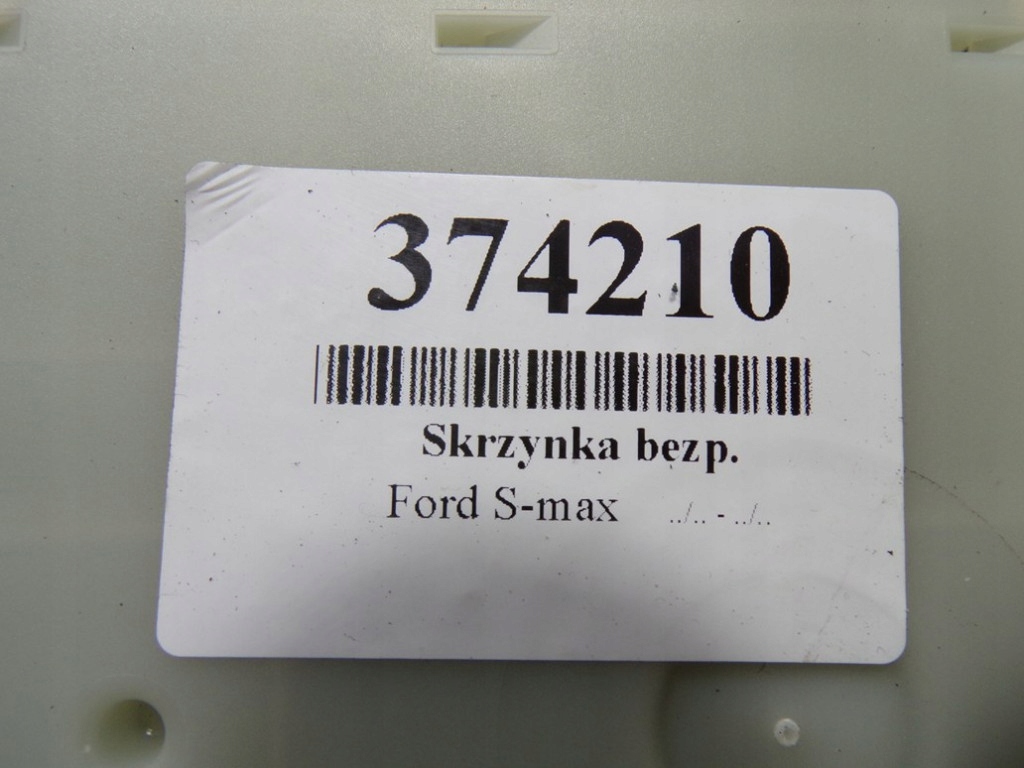 374210
Skrzynka bezp.
Ford S-max ../.. - ../..